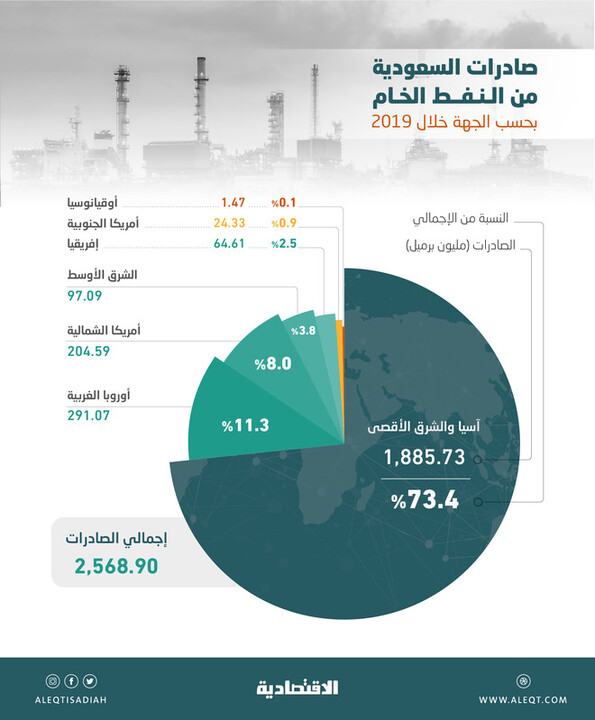 صادرات السعودية
من النفط الخام
بحسب الجهة خلال 2019
النسبة من الإجمالي
الصادرات (مليون برميل)
أوقيانوسيا 1.47 %0.1
أمريكا الجنوبية 24.33 %0.9
إفريقيا 64.61 %2.5
الشرق الأوسط
97.09
%3.8
أمريكا الشمالية
204.59
%8.0
أوروبا الغربية
291.07
%11.3
آسيا والشرق الأقصى
1,885.73
%73.4
إجمالي الصادرات
2,568.90
ALEQTISADIAH
الاقتصادية
WWW.ALEQT.COM